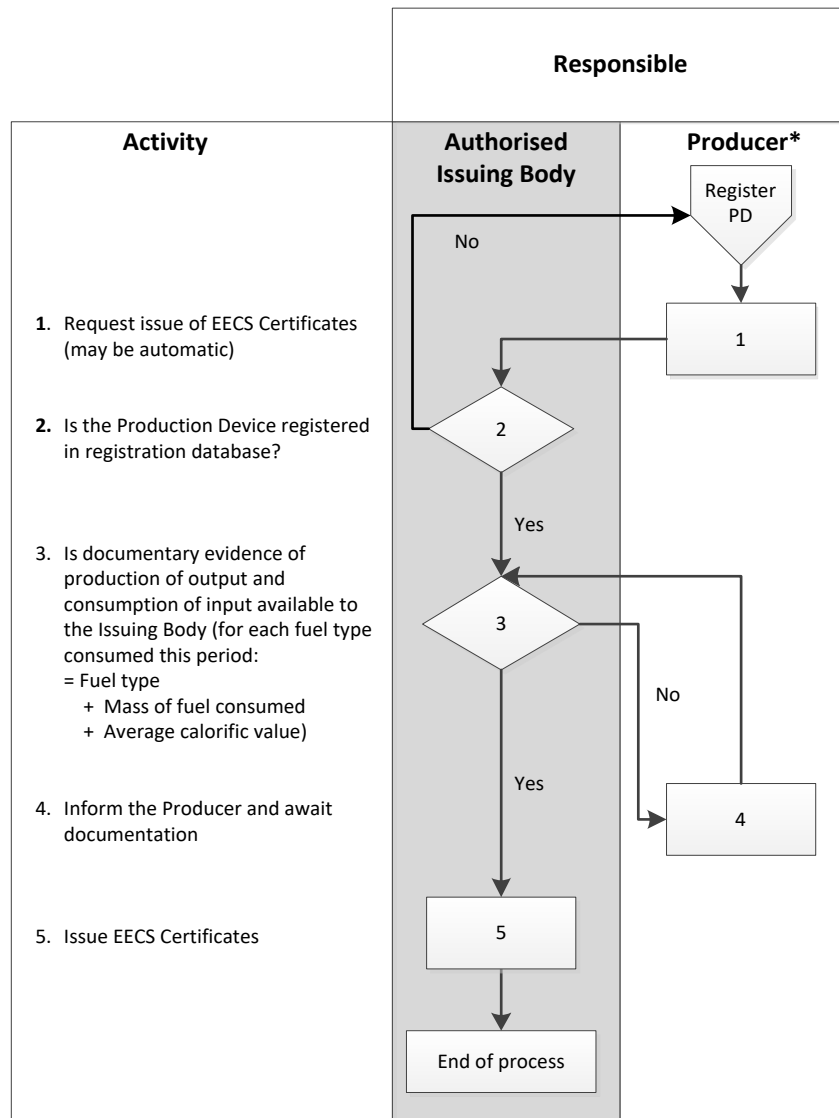 Responsible
Activity
Authorised
Issuing Body
Producer*
Register
PD
No
1. Request issue of EECS Certificates
(may be automatic)
1
2. Is the Production Device registered
in registration database?
2
Yes
3. Is documentary evidence of
production of output and
consumption of input available to
the Issuing Body (for each fuel type
consumed this period:
= Fuel type
+ Mass of fuel consumed
+ Average calorific value)
3
No
Yes
4. Inform the Producer and await
documentation
4
5. Issue EECS Certificates
5
End of process